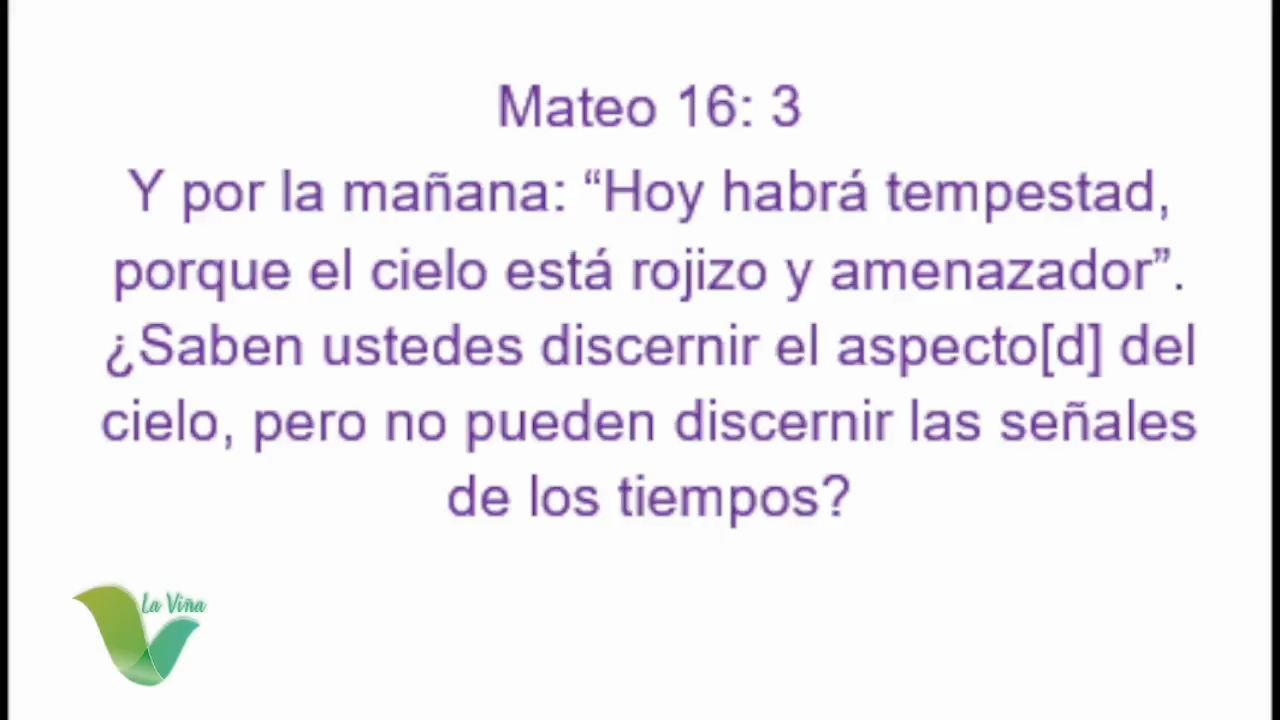 Mateo 16: 3
Y por la mañana: “Hoy habrá tempestad,
porque el cielo está rojizo y amenazador”.
¿Saben ustedes discernir el aspecto[d] del
cielo, pero no pueden discernir las señales
de los tiempos?
La Viña